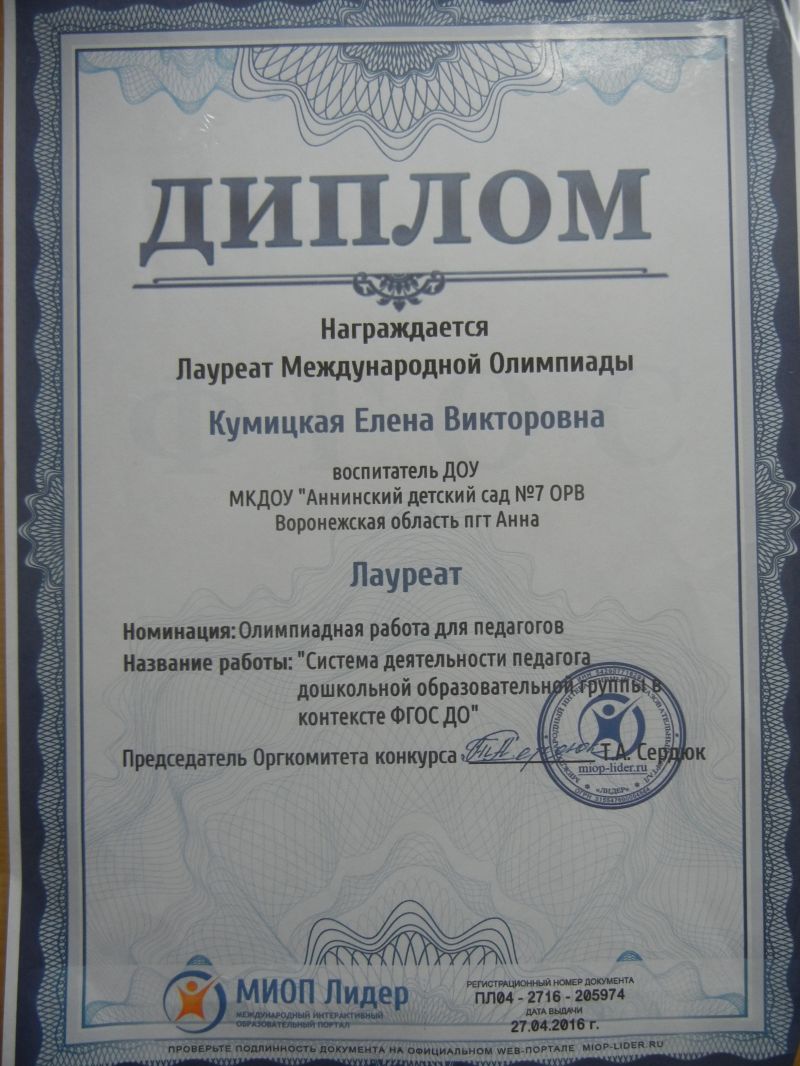 ДИПЛОМ
Награждается
Лауреат Международной Олимпиады
Кумицкая Елена Викторовна
воспитатель ДОУ
МКДОУ "Аннинский детский сад №7 ОРВ
Воронежская область пгт Анна
Лауреат
Номинация: Олимпиадная работа для педагогов
Название работы: "Система деятельности педагога
дошкольной образовательной группы в
контексте ФГОС ДО"
Председатель Оргкомитета конкурса Т.А. Сердюк
miop-lider.ru
«ЛИДЕР»
МИОП Лидер
МЕЖДУНАРОДНЫЙ ИНТЕРАКТИВНЫЙ
ОБРАЗОВАТЕЛЬНЫЙ ПОРТАЛ
РЕГИСТРАЦИОННЫЙ НОМЕР ДОКУМЕНТА
ПЛ04 - 2716 - 205974
ДАТА ВЫДАЧИ
27.04.2016 г.
ПРОВЕРЬТЕ ПОДЛИННОСТЬ ДОКУМЕНТА НА ОФИЦИАЛЬНОМ WEB-ПОРТАЛЕ MIOP-LIDER.RU